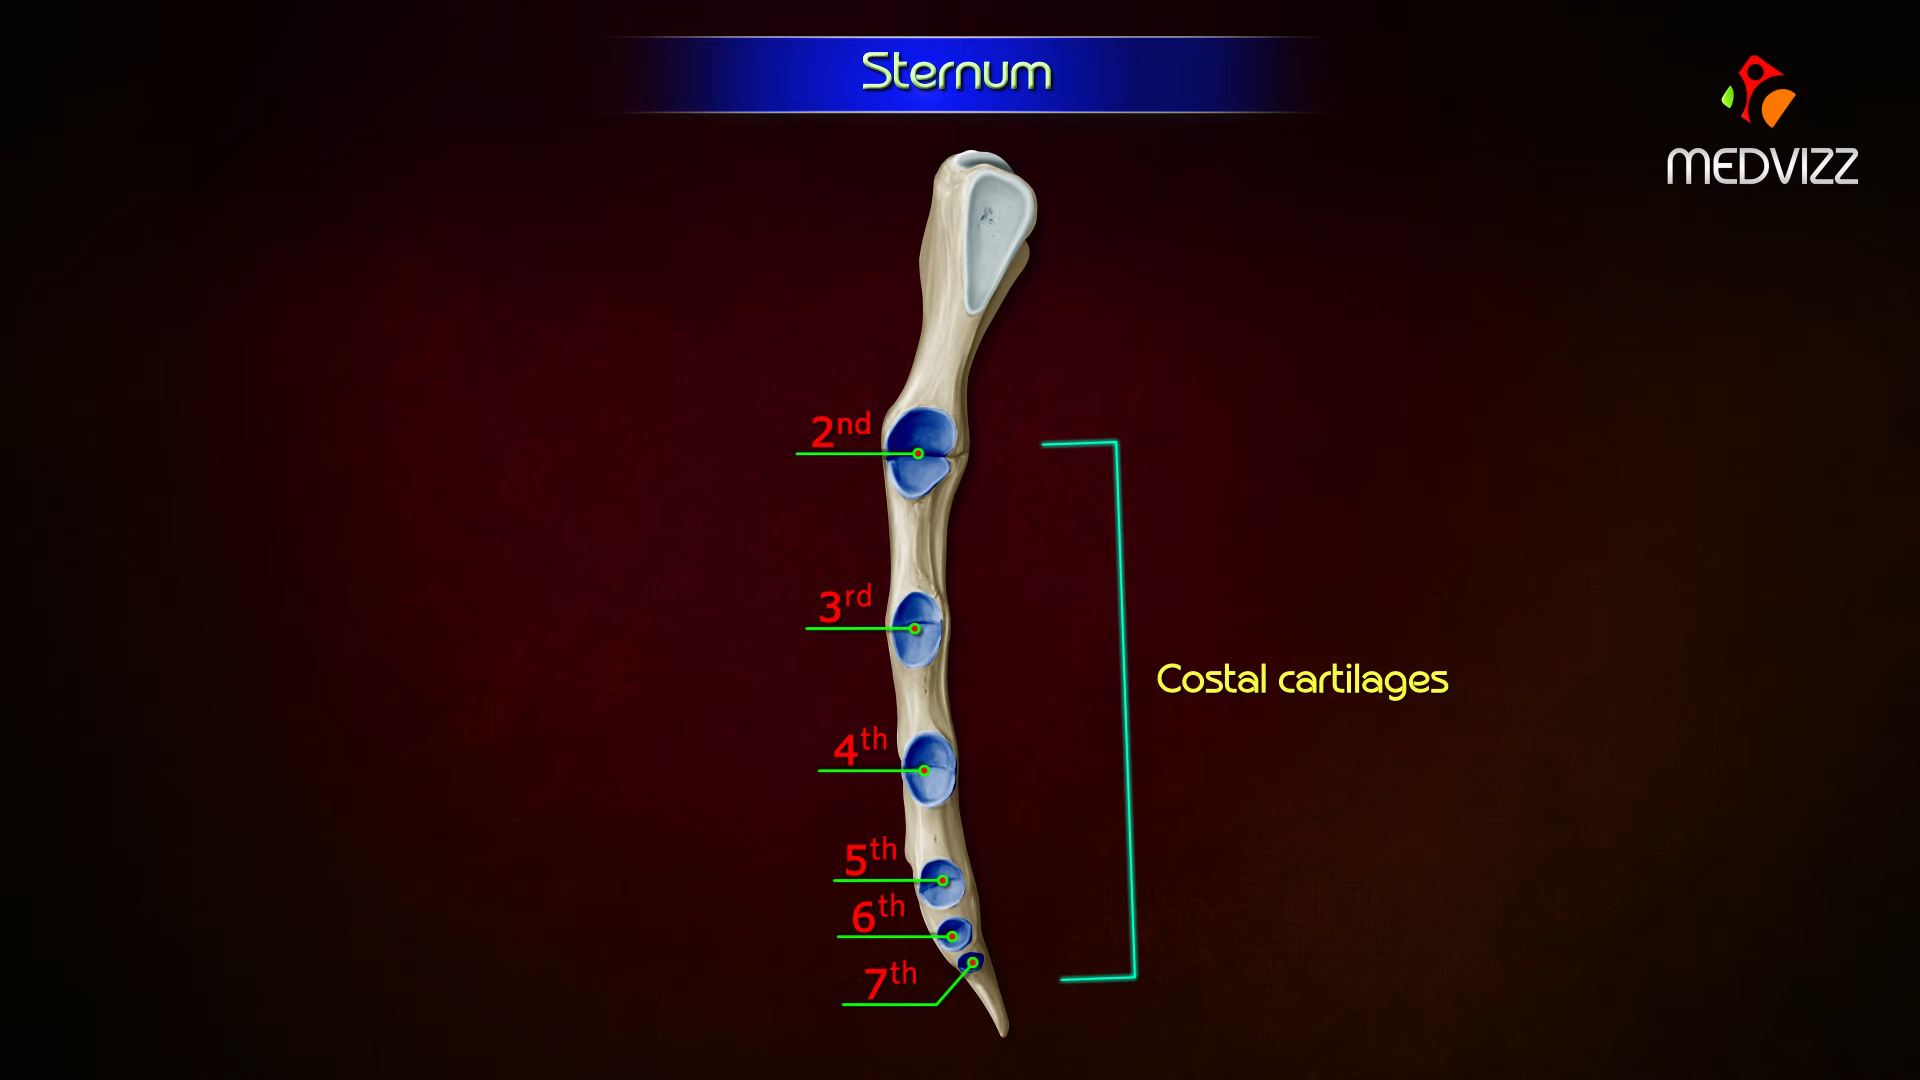 Sternum
MEDVIZZ
2nd
3rd
Costal cartilages
4th
5th
6th
7th